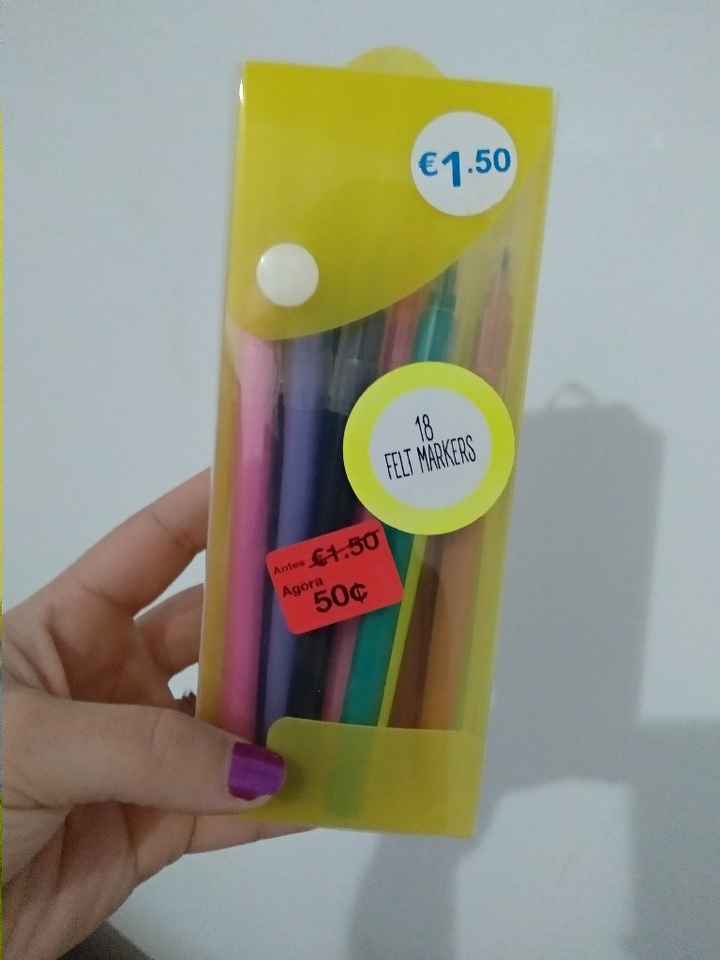 €1.50
18
FELT MARKERS
Antes €1.50
Agora
50¢